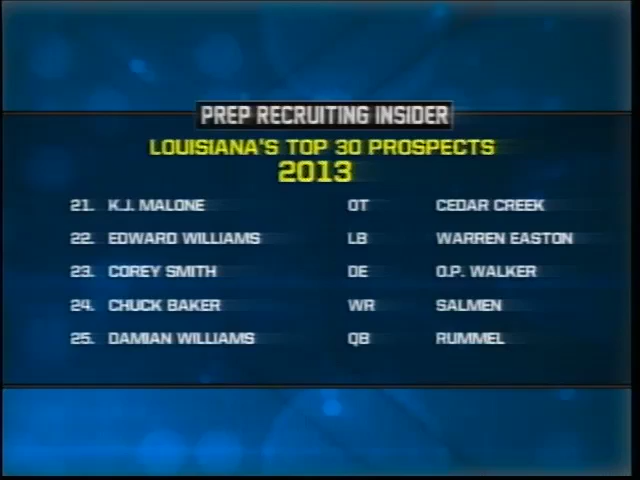 PREP RECRUITING INSIDER
LOUISIANA'S TOP 30 PROSPECTS
2013
21. K.J. MALONE OT CEDAR CREEK
22. EDWARD WILLIAMS LB WARREN EASTON
23. COREY SMITH DE O.P. WALKER
24. CHUCK BAKER WR SALMEN
25. DAMIAN WILLIAMS QB RUMMEL